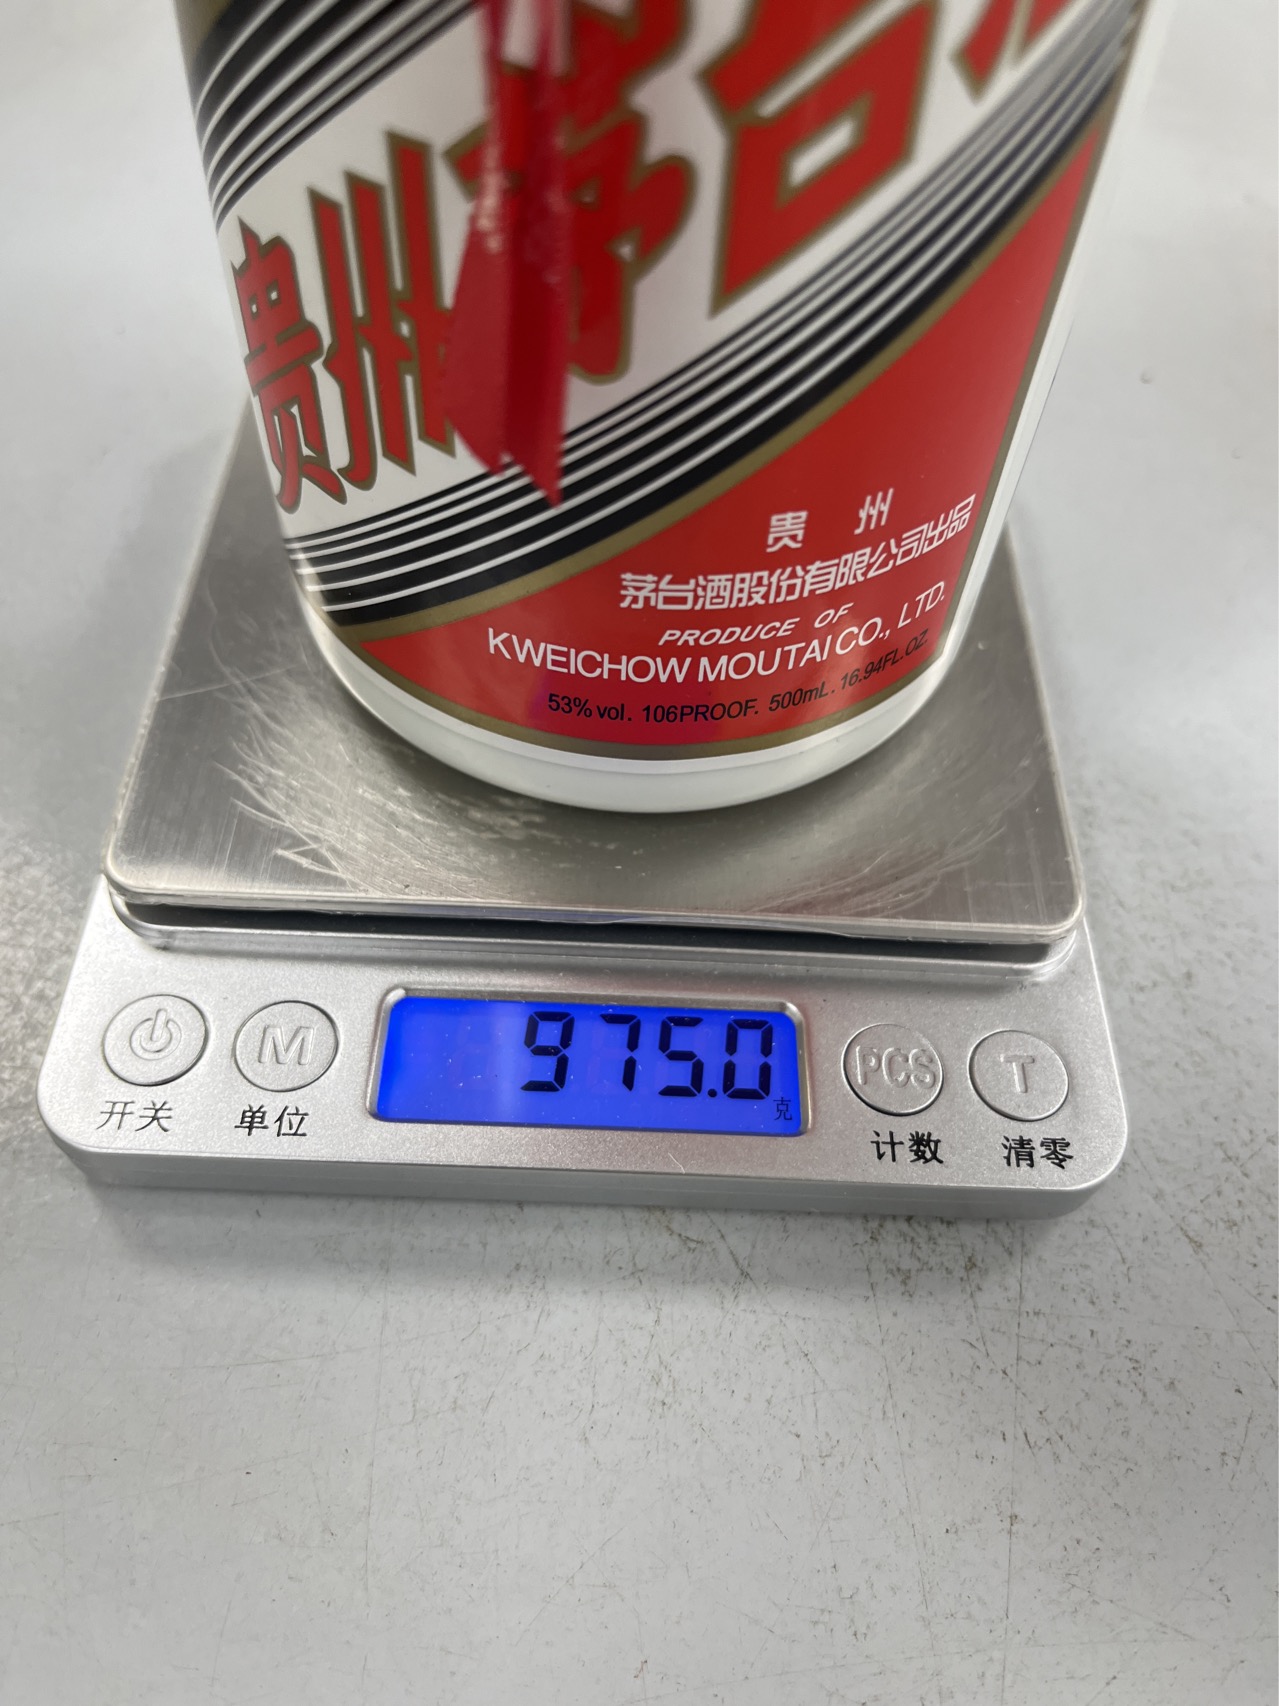 贵州茅台
贵 州
茅台酒股份有限公司出品
PRODUCE OF
KWEICHOW MOUTAI CO., LTD.
53% vol. 106PROOF. 500mL. 16.94FL.OZ.
975.0 克
M PCS T
开关 单位 计数 清零